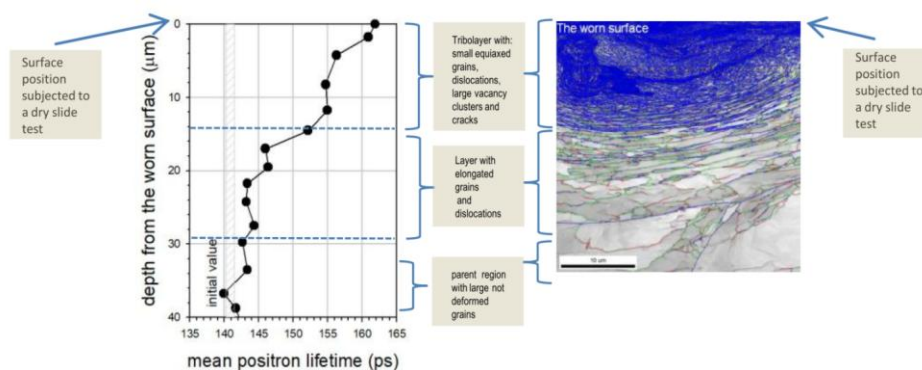 Surface
position
subjected to
a dry slide
test
depth from the worn surface (μm)
0
10
20
30
40
initial value
135
140
145
150
155
160
165
mean positron lifetime (ps)
Tribolayer with:
small equiaxed
grains,
dislocations,
large vacancy
clusters and
cracks
Layer with
elongated
grains
and
dislocations
parent region
with large not
deformed
grains
The worn surface
10 um
Surface
position
subjected to
a dry slide
test